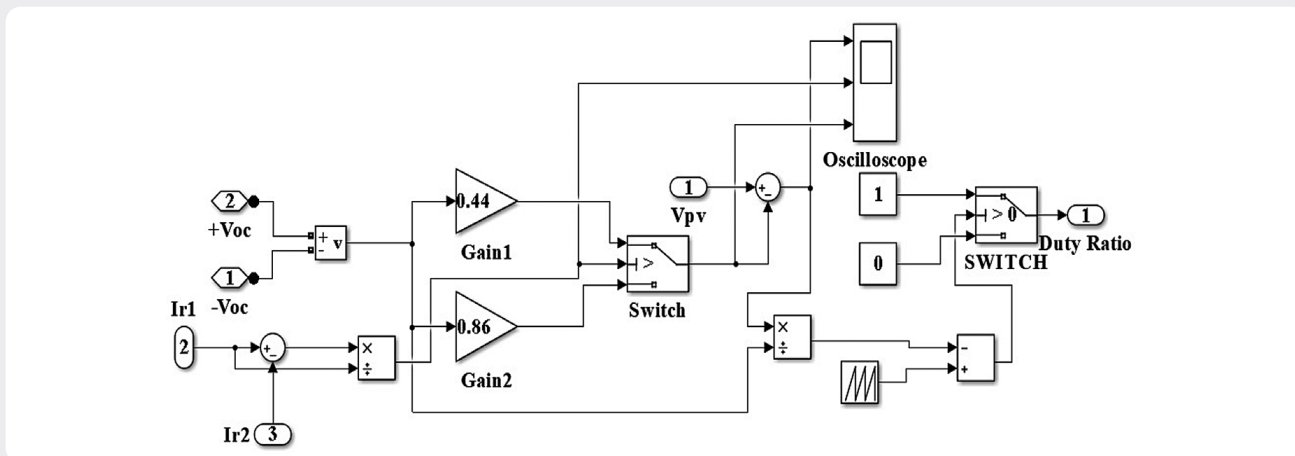 Oscilloscope
2
+Voc
+
-
v
1
-Voc
0.44
Gain1
1
Vpv
+
-
1
> 0
1
Duty Ratio
SWITCH
0
>
Switch
Ir1
2
+
-
×
÷
0.86
Gain2
×
÷
-
+
Ir2
3